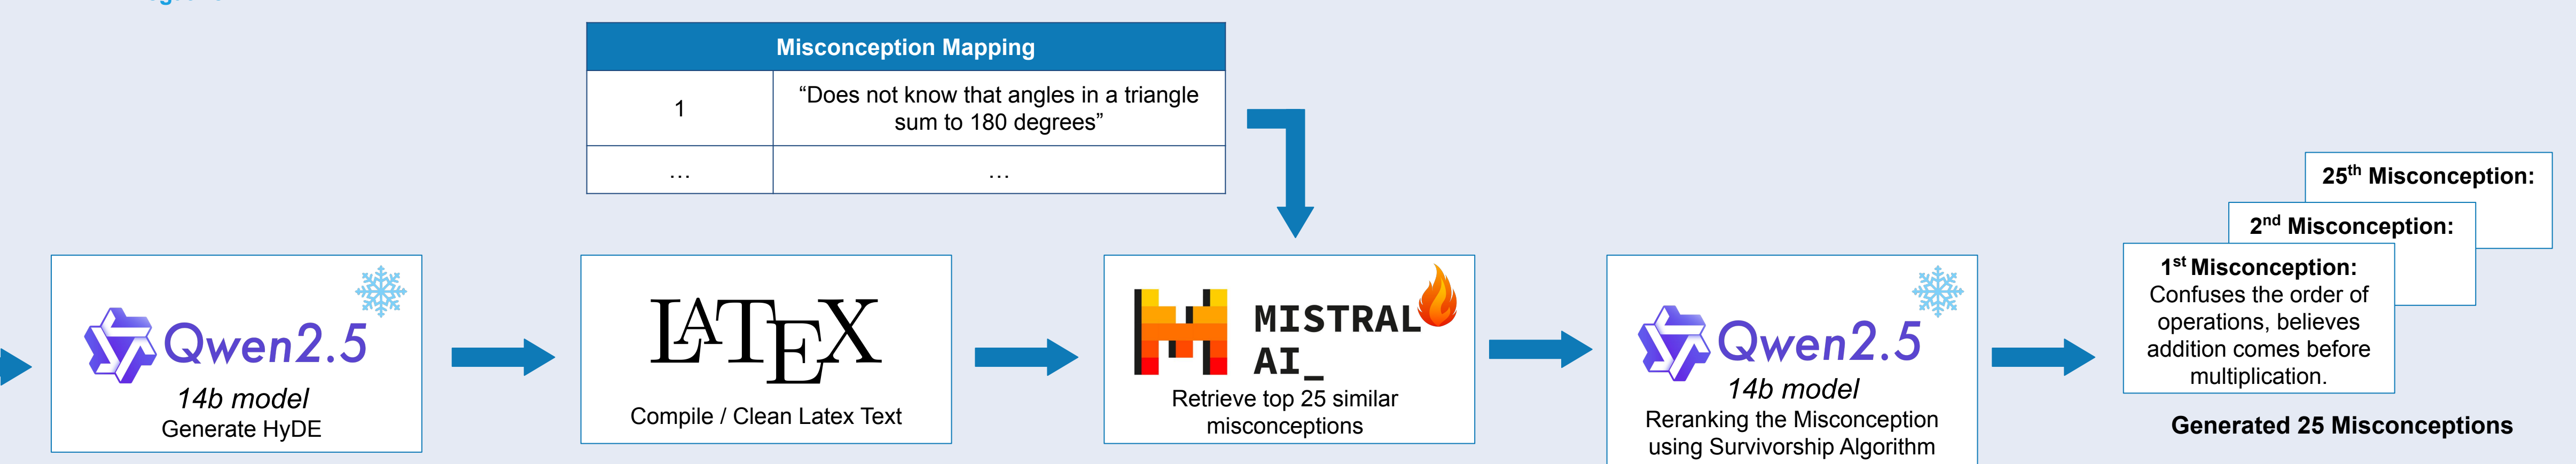 Misconception Mapping
1
“Does not know that angles in a triangle
sum to 180 degrees”
…
…
Qwen2.5
14b model
Generate HyDE
LATEX
Compile / Clean Latex Text
MISTRAL
AI_
Retrieve top 25 similar
misconceptions
Qwen2.5
14b model
Reranking the Misconception
using Survivorship Algorithm
25th Misconception:
2nd Misconception:
1st Misconception:
Confuses the order of
operations, believes
addition comes before
multiplication.
Generated 25 Misconceptions